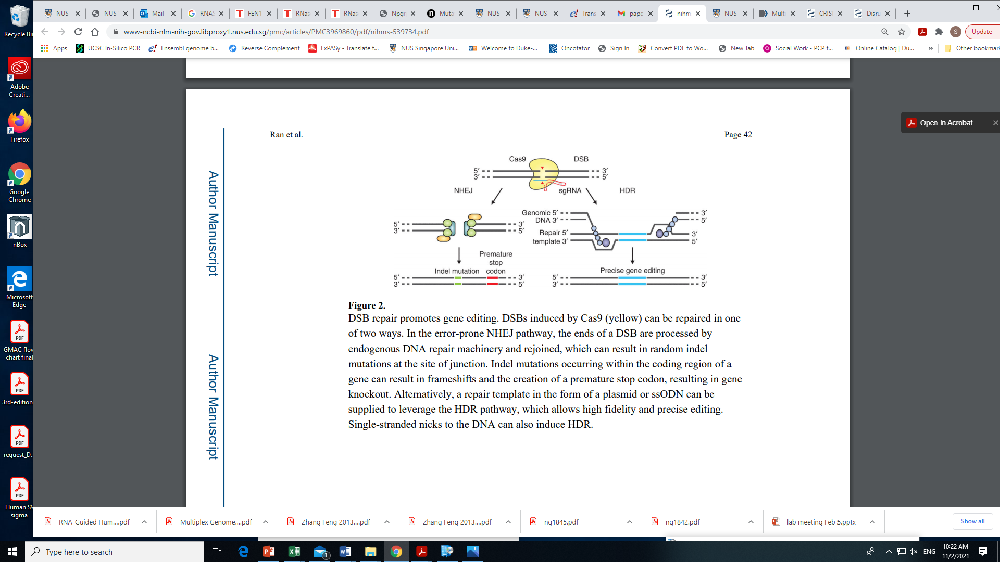 NUS
NUS
Mail
RNAS
FEN1
RNas
RNas
Npgr
Muta
NUS
NUS
Trans
pape
nihm
NUS
Multi
CRISI
Disru
www-ncbi-nlm-nih-gov.libproxy1.nus.edu.sg/pmc/articles/PMC3969860/pdf/nihms-539734.pdf
S
Update
Apps
UCSC In-Silico PCR
Ensembl genome b...
Reverse Complement
ExPASy - Translate t...
NUS Singapore Uni...
Welcome to Duke-...
Oncotator
Sign In
Convert PDF to Wo...
New Tab
Social Work - PCP f...
Online Catalog | Du...
»
Other bookmark
Recycle Bi
Adobe
Creati...
Firefox
Google
Chrome
nBox
Microsoft
Edge
PDF
GMAC flov
chart final
PDF
3rd-edition
PDF
request_D...
PDF
Human S9
sigma
Open in Acrobat
Author Manuscript
Author Manuscript
Ran et al.
Page 42
Cas9
DSB
5′ 3′
3′ 5′
NHEJ
sgRNA
HDR
5′ 3′
3′ 5′
Genomic 5′ 3′
DNA 3′ 5′
Repair 5′ 3′
template 3′ 5′
Premature
stop
Indel mutation codon
5′ 3′
3′ 5′
Precise gene editing
5′ 3′
3′ 5′
Figure 2.
DSB repair promotes gene editing. DSBs induced by Cas9 (yellow) can be repaired in one
of two ways. In the error-prone NHEJ pathway, the ends of a DSB are processed by
endogenous DNA repair machinery and rejoined, which can result in random indel
mutations at the site of junction. Indel mutations occurring within the coding region of a
gene can result in frameshifts and the creation of a premature stop codon, resulting in gene
knockout. Alternatively, a repair template in the form of a plasmid or ssODN can be
supplied to leverage the HDR pathway, which allows high fidelity and precise editing.
Single-stranded nicks to the DNA can also induce HDR.
RNA-Guided Hum....pdf
Multiplex Genome....pdf
Zhang Feng 2013....pdf
Zhang Feng 2013....pdf
ng1845.pdf
ng1842.pdf
lab meeting Feb 5.pptx
Show all
Type here to search
1
ENG
10:22 AM
11/2/2021